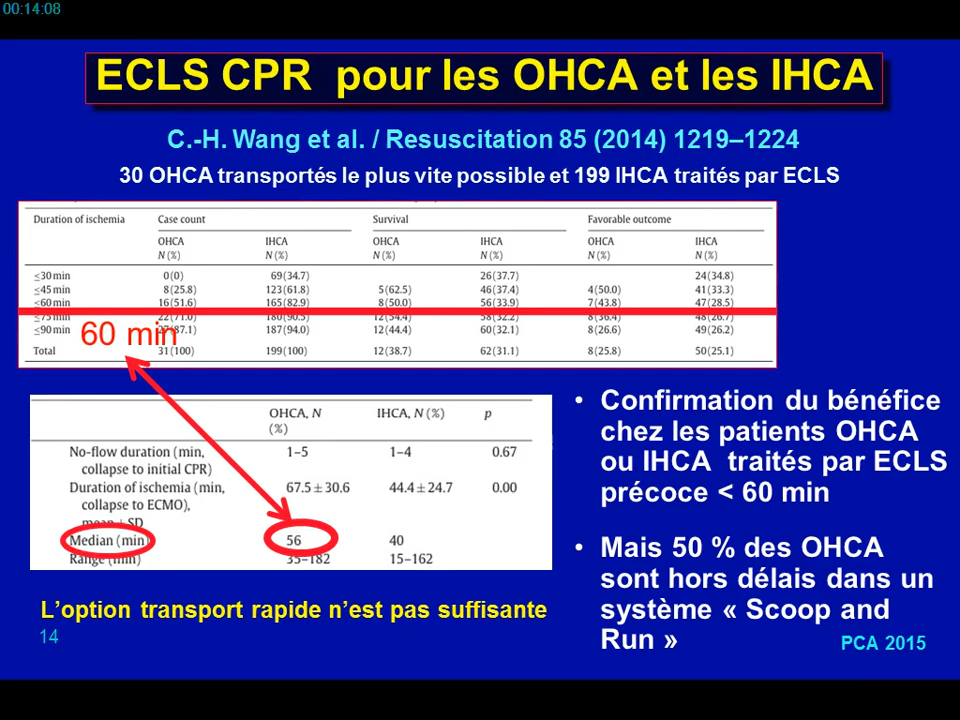 00:14:08
ECLS CPR pour les OHCA et les IHCA
C.-H. Wang et al. / Resuscitation 85 (2014) 1219–1224
30 OHCA transportés le plus vite possible et 199 IHCA traités par ECLS
Duration of ischemia Case count Survival Favorable outcome
OHCA IHCA OHCA IHCA OHCA IHCA
N (%) N (%) N (%) N (%) N (%) N (%)
≤30 min 0(0) 69(34.7) 26(37.7) 24(34.8)
≤45 min 8(25.8) 123(61.8) 5(62.5) 46(37.4) 4(50.0) 41(33.3)
≤60 min 16(51.6) 165(82.9) 8(50.0) 56(33.9) 7(43.8) 47(28.5)
≤75 min 22(71.0) 180(90.5) 12(54.4) 58(32.2) 8(36.4) 48(26.7)
≤90 min 27(87.1) 187(94.0) 12(44.4) 60(32.1) 8(26.6) 49(26.2)
60 min
Total 31(100) 199(100) 12(38.7) 62(31.1) 8(25.8) 50(25.1)
OHCA, N IHCA, N (%) p
(%)
No-flow duration (min, 1–5 1–4 0.67
collapse to initial CPR)
Duration of ischemia (min, 67.5 ± 30.6 44.4 ± 24.7 0.00
collapse to ECMO),
mean ± SD
Median (min) 56 40
Range (min) 35–182 15–162
• Confirmation du bénéfice
chez les patients OHCA
ou IHCA traités par ECLS
précoce < 60 min
• Mais 50 % des OHCA
sont hors délais dans un
système « Scoop and
Run »
L’option transport rapide n’est pas suffisante
14
PCA 2015